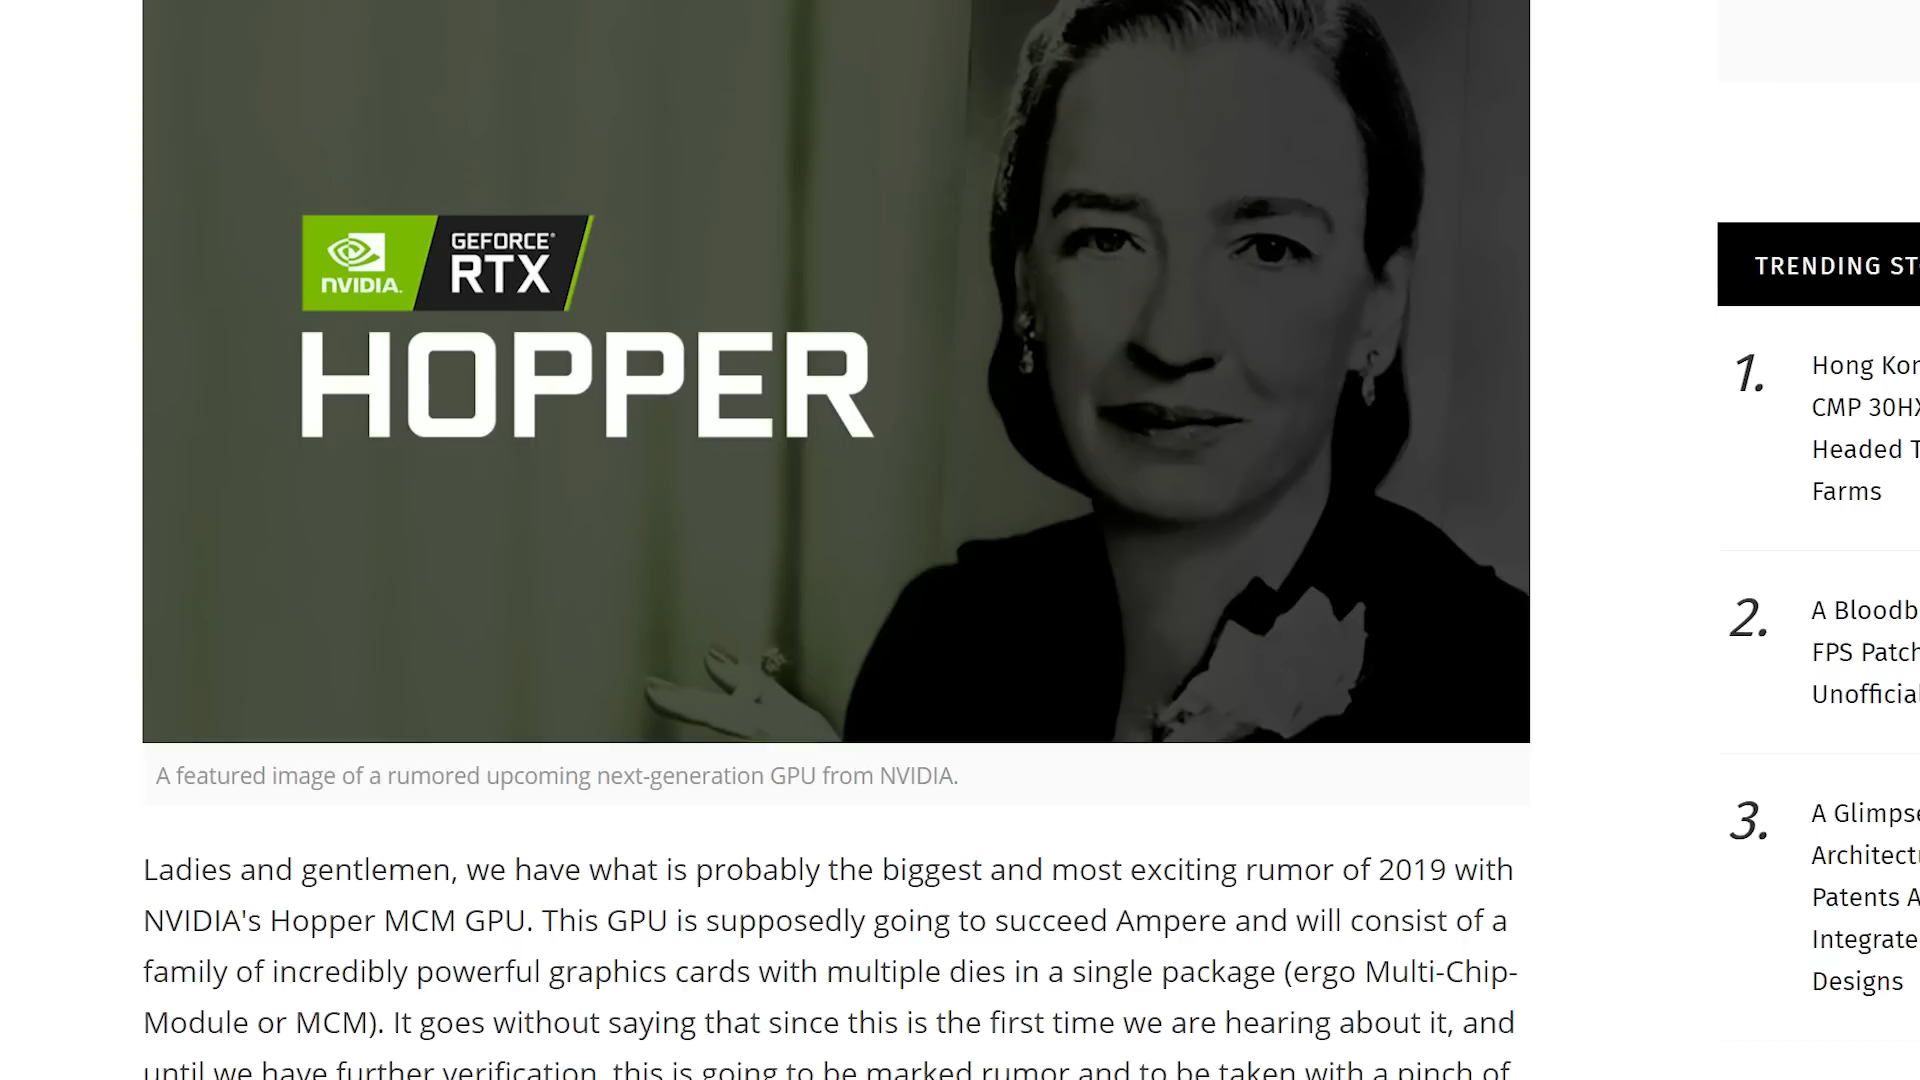 NVIDIA.
GEFORCE®
RTX
HOPPER
A featured image of a rumored upcoming next-generation GPU from NVIDIA.
Ladies and gentlemen, we have what is probably the biggest and most exciting rumor of 2019 with
NVIDIA's Hopper MCM GPU. This GPU is supposedly going to succeed Ampere and will consist of a
family of incredibly powerful graphics cards with multiple dies in a single package (ergo Multi-Chip-
Module or MCM). It goes without saying that since this is the first time we are hearing about it, and
until we have further verification, this is going to be marked rumor and to be taken with a pinch of
TRENDING ST
1.
Hong Kon
CMP 30HX
Headed T
Farms
2.
A Bloodb
FPS Patch
Unofficial
3.
A Glimpse
Architectu
Patents A
Integrate
Designs